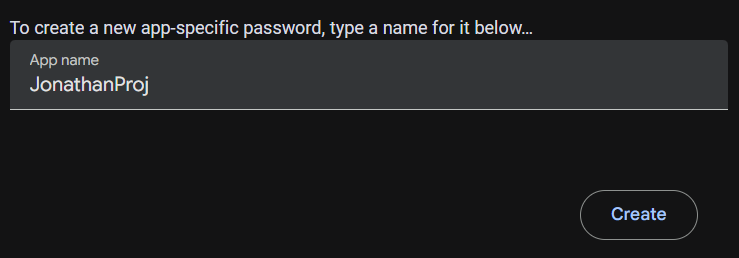 To create a new app-specific password, type a name for it below…
App name
JonathanProj
Create